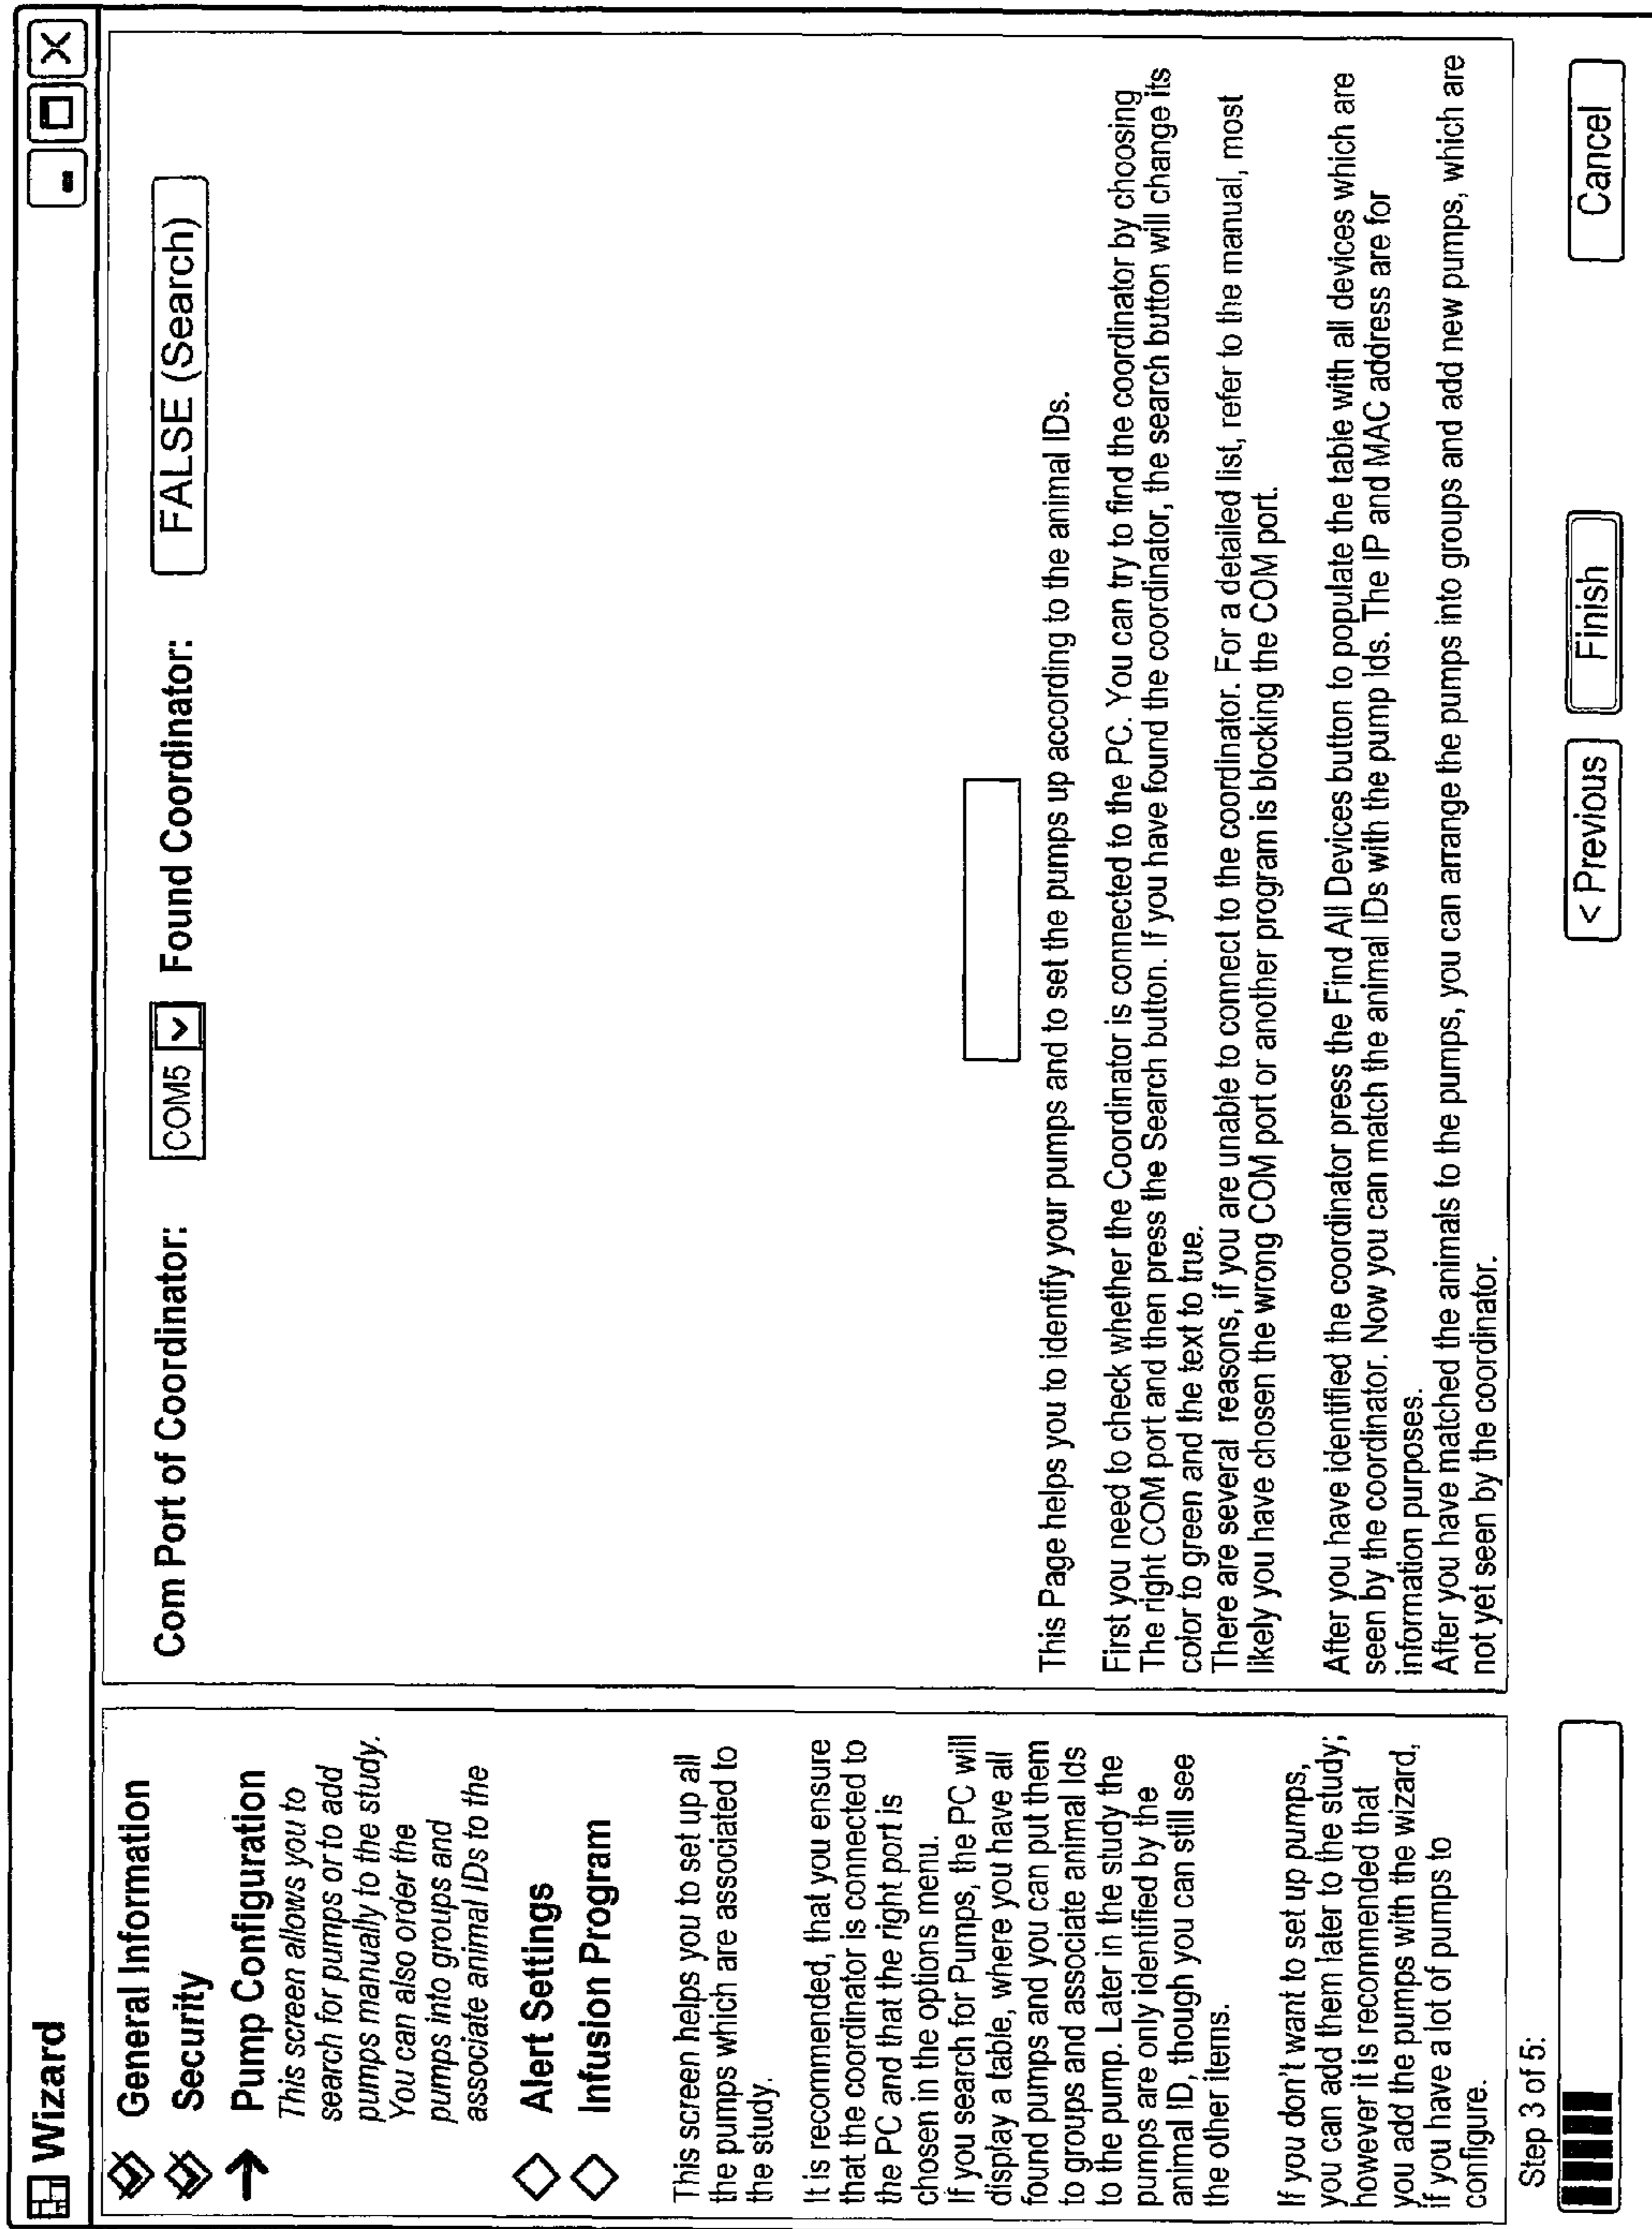 Wizard
General Information
Security
Pump Configuration
This screen allows you to
search for pumps or to add
pumps manually to the study.
You can also order the
pumps into groups and
associate animal IDs to the
Alert Settings
Infusion Program
This screen helps you to set up all
the pumps which are associated to
the study.
It is recommended, that you ensure
that the coordinator is connected to
the PC and that the right port is
chosen in the options menu.
If you search for Pumps, the PC will
display a table, where you have all
found pumps and you can put them
to groups and associate animal Ids
to the pump. Later in the study the
pumps are only identified by the
animal ID, though you can still see
the other items.
If you don't want to set up pumps,
you can add them later to the study;
however it is recommended that
you add the pumps with the wizard,
if you have a lot of pumps to
configure.
Step 3 of 5:
Com Port of Coordinator: COM5 Found Coordinator: FALSE (Search)
This Page helps you to identify your pumps and to set the pumps up according to the animal IDs.
First you need to check whether the Coordinator is connected to the PC. You can try to find the coordinator by choosing
The right COM port and then press the Search button. If you have found the coordinator, the search button will change its
color to green and the text to true.
There are several reasons, if you are unable to connect to the coordinator. For a detailed list, refer to the manual, most
likely you have chosen the wrong COM port or another program is blocking the COM port.
After you have identified the coordinator press the Find All Devices button to populate the table with all devices which are
seen by the coordinator. Now you can match the animal IDs with the pump Ids. The IP and MAC address are for
information purposes.
After you have matched the animals to the pumps, you can arrange the pumps into groups and add new pumps, which are
not yet seen by the coordinator.
< Previous Finish Cancel